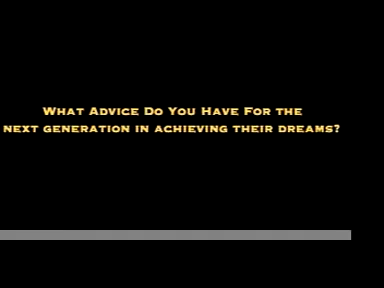 What Advice Do You Have For the
next generation in achieving their dreams?